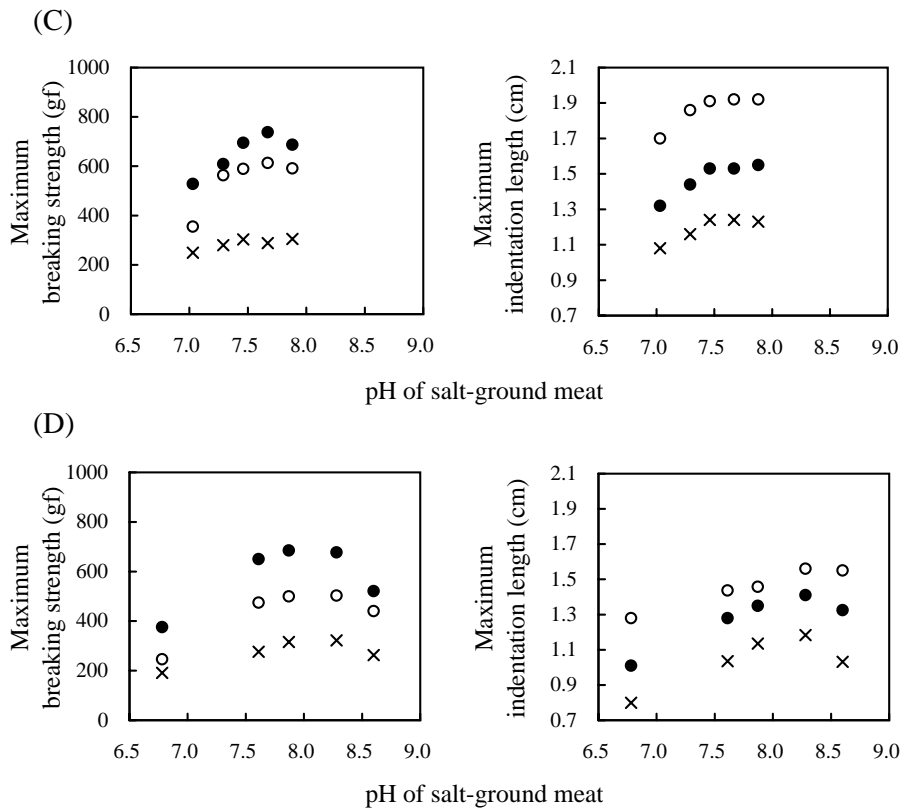 (C)
Maximum
breaking strength (gf)
1000
800
600
400
200
0
6.5 7.0 7.5 8.0 8.5 9.0
Maximum
indentation length (cm)
2.1
1.9
1.7
1.5
1.3
1.1
0.9
0.7
6.5 7.0 7.5 8.0 8.5 9.0
pH of salt-ground meat
(D)
Maximum
breaking strength (gf)
1000
800
600
400
200
0
6.5 7.0 7.5 8.0 8.5 9.0
Maximum
indentation length (cm)
2.1
1.9
1.7
1.5
1.3
1.1
0.9
0.7
6.5 7.0 7.5 8.0 8.5 9.0
pH of salt-ground meat